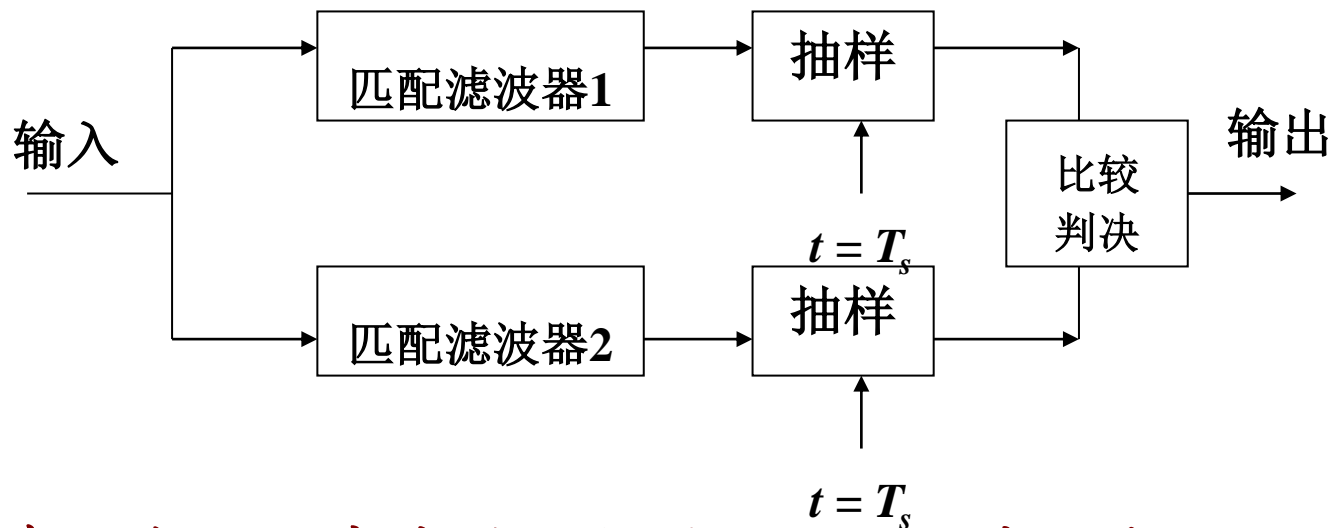 匹配滤波器1
抽样
输入
输出
比较
判决
t = Ts
匹配滤波器2
抽样
t = Ts